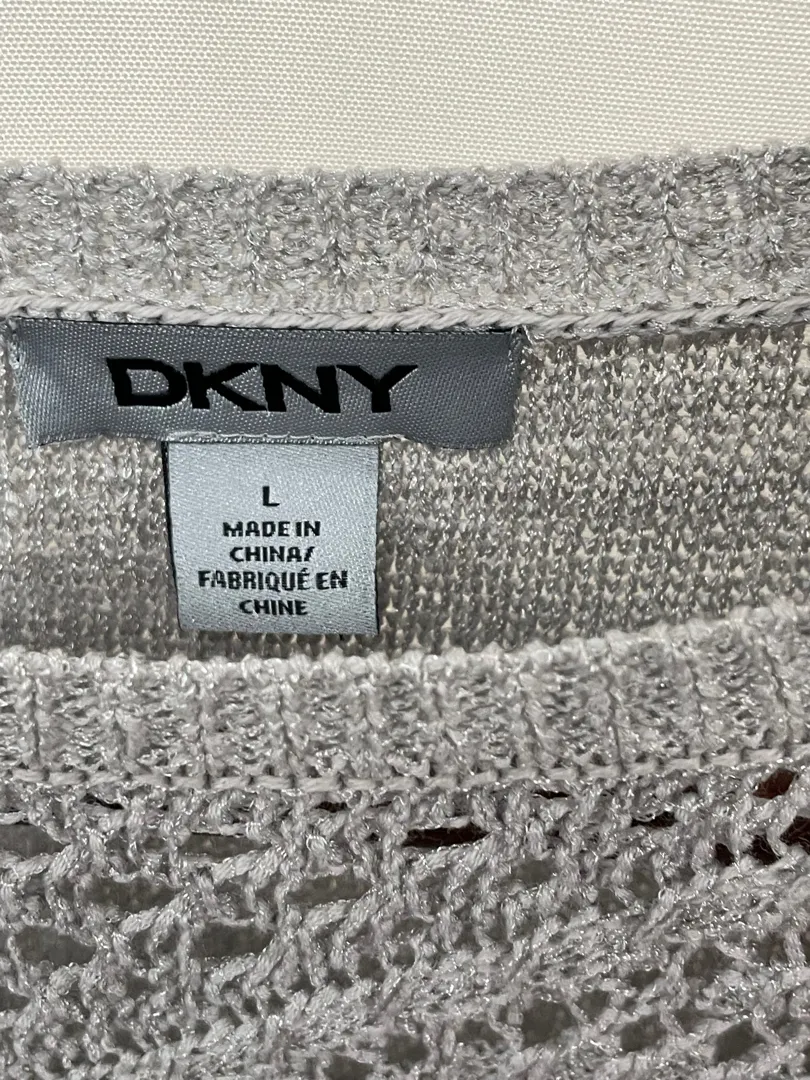 DKNY
L
MADE IN
CHINA/
FABRIQUÉ EN
CHINE